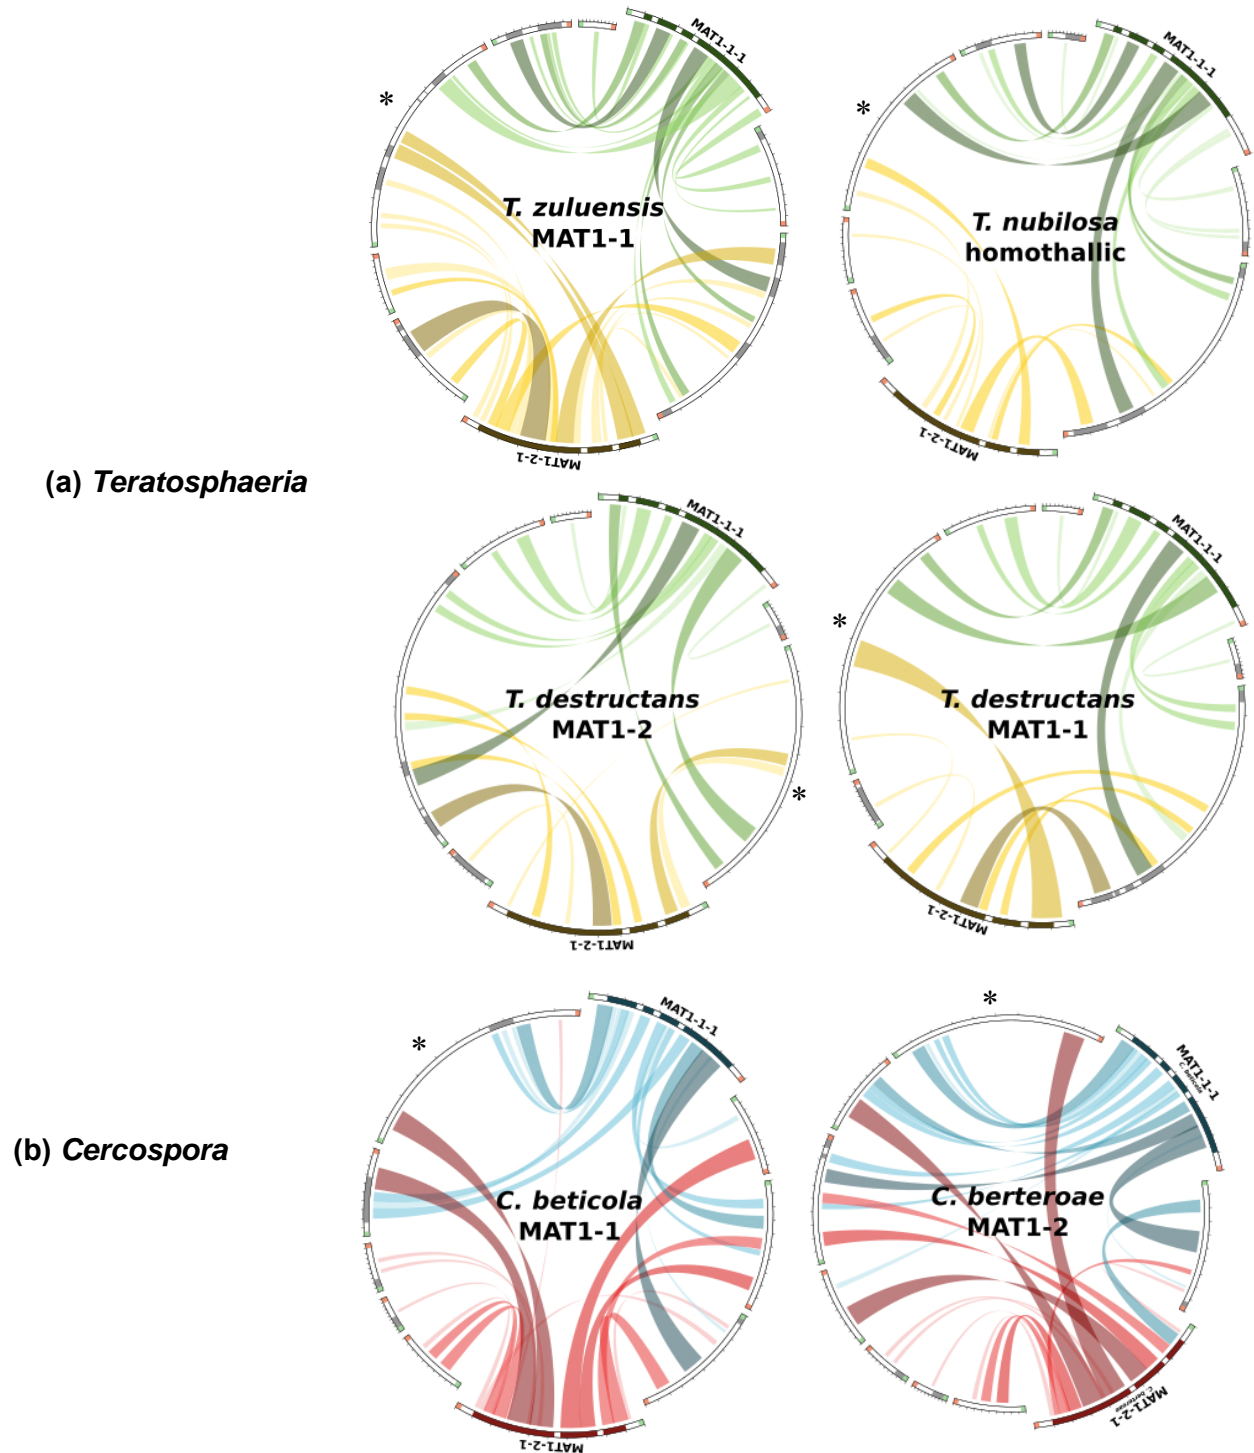 MAT1-1-1
MAT1-1-1
*
*
T. zuluensis
MAT1-1
T. nubilosa
homothallic
MAT1-2-1
MAT1-2-1
(a) Teratosphaeria
MAT1-1-1
MAT1-1-1
*
T. destructans
MAT1-2
T. destructans
MAT1-1
*
MAT1-2-1
MAT1-2-1
*
MAT1-1-1
*
MAT1-1-1
C. beticola
(b) Cercospora
C. beticola
MAT1-1
C. berteroae
MAT1-2
MAT1-2-1
MAT1-2-1
C. berteroae